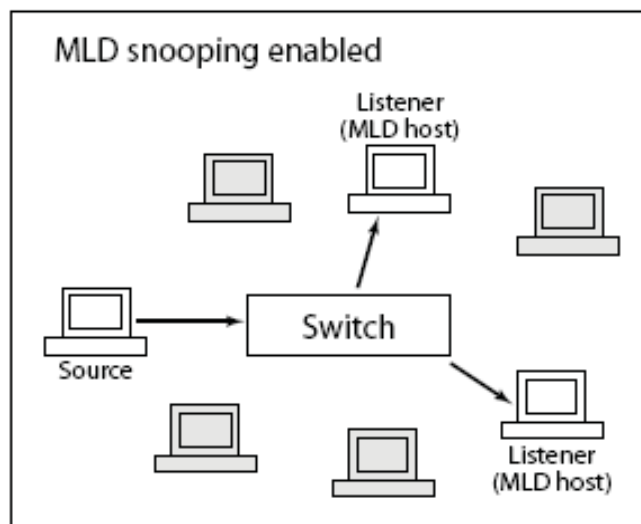 MLD snooping enabled
Listener
(MLD host)
Switch
Source
Listener
(MLD host)